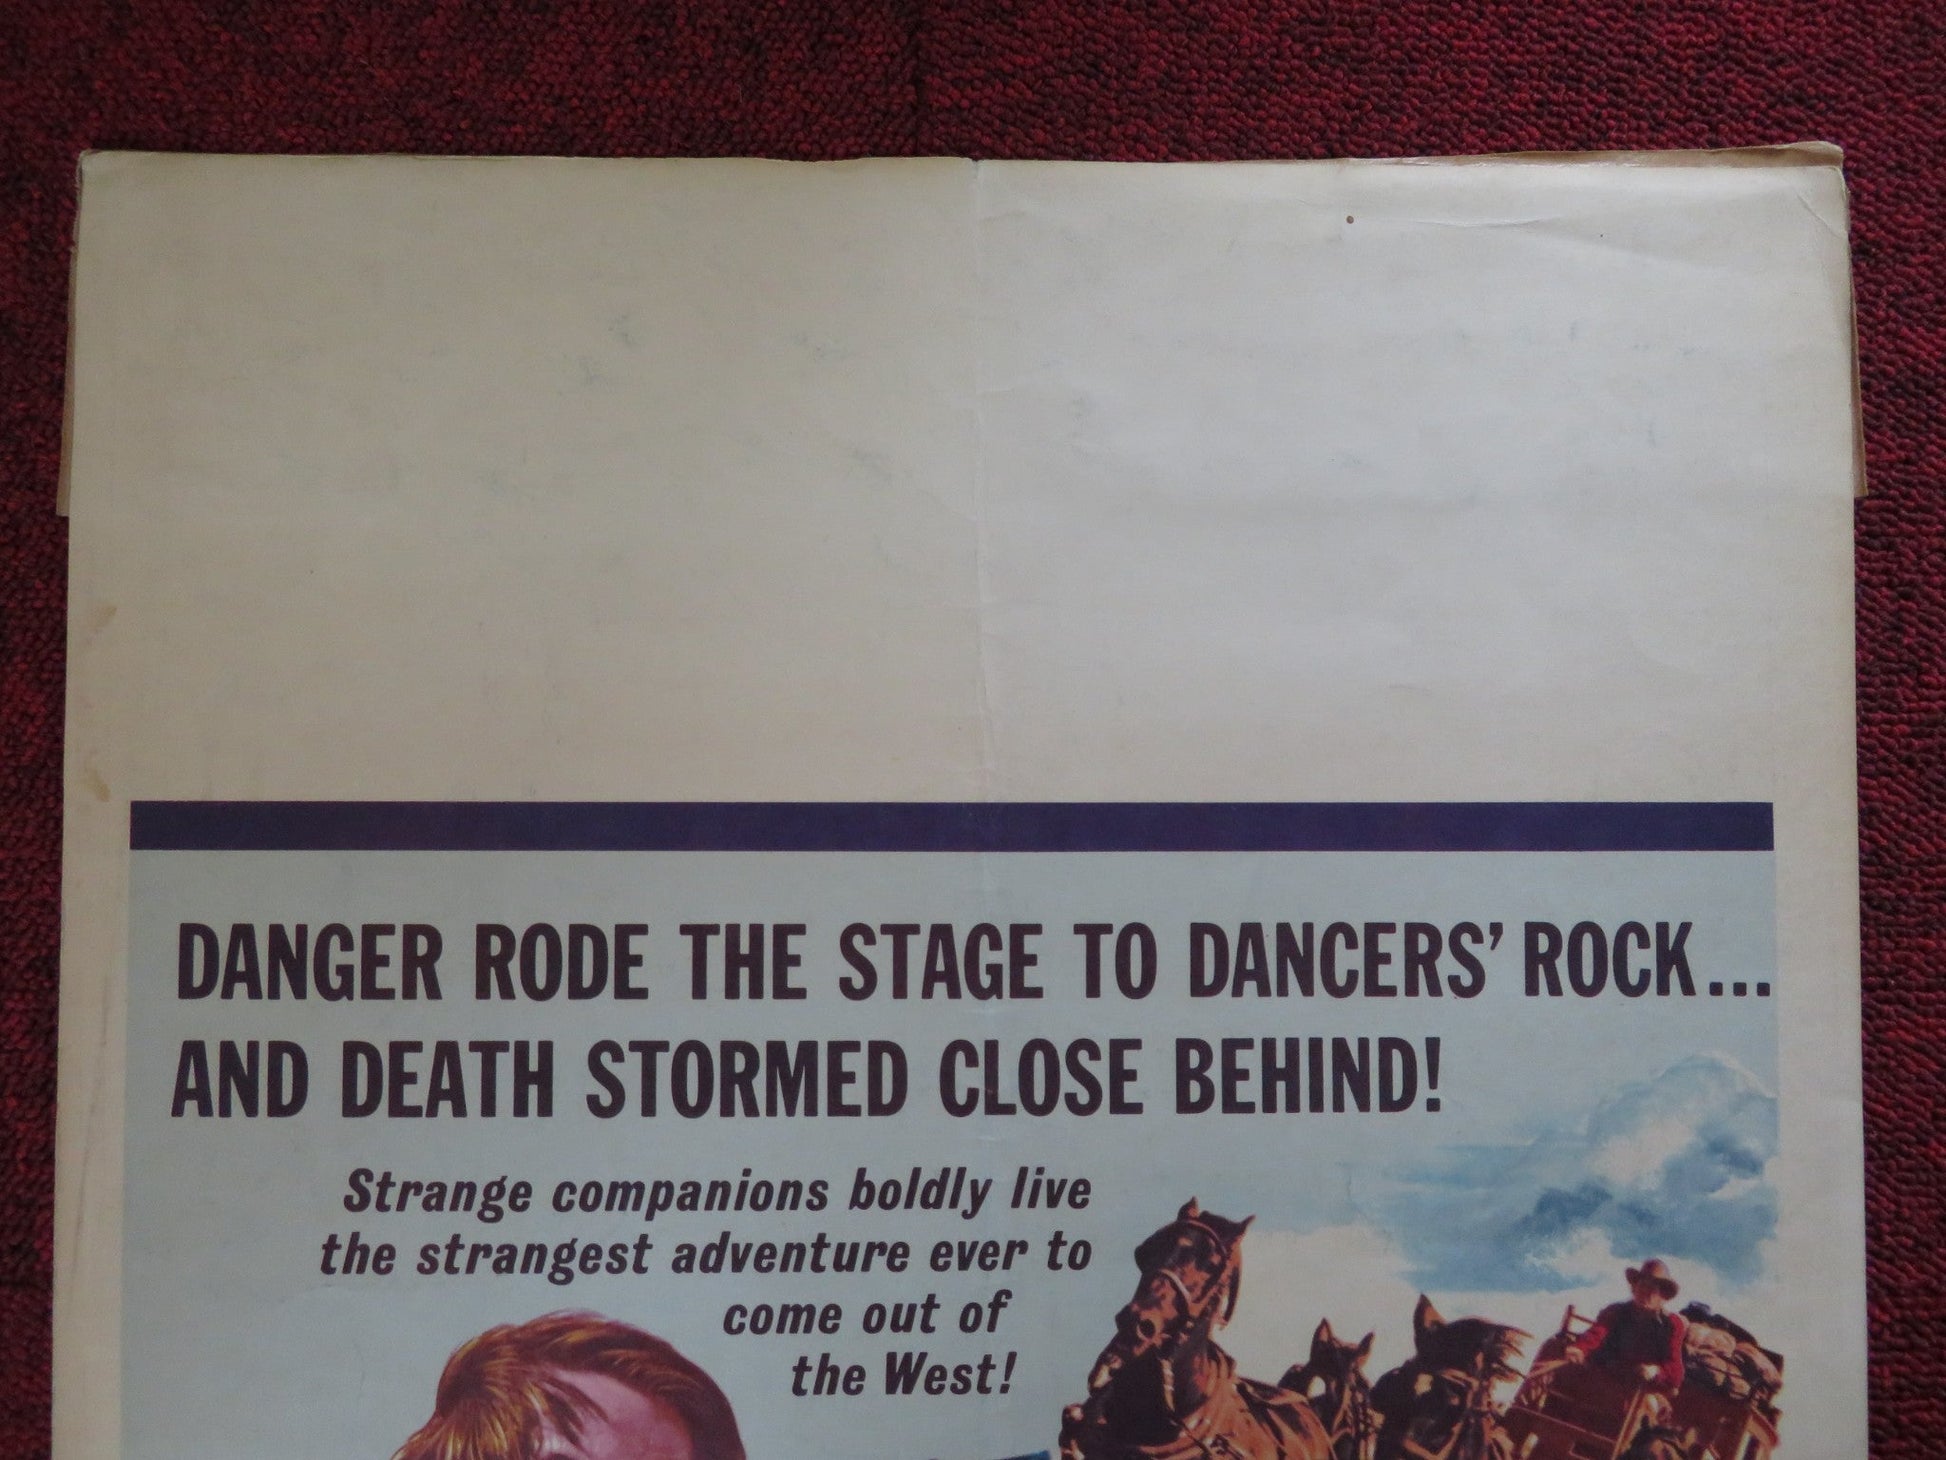 DANGER RODE THE STAGE TO DANCERS' ROCK...
AND DEATH STORMED CLOSE BEHIND!
Strange companions boldly live
the strangest adventure ever to
come out of
the West!